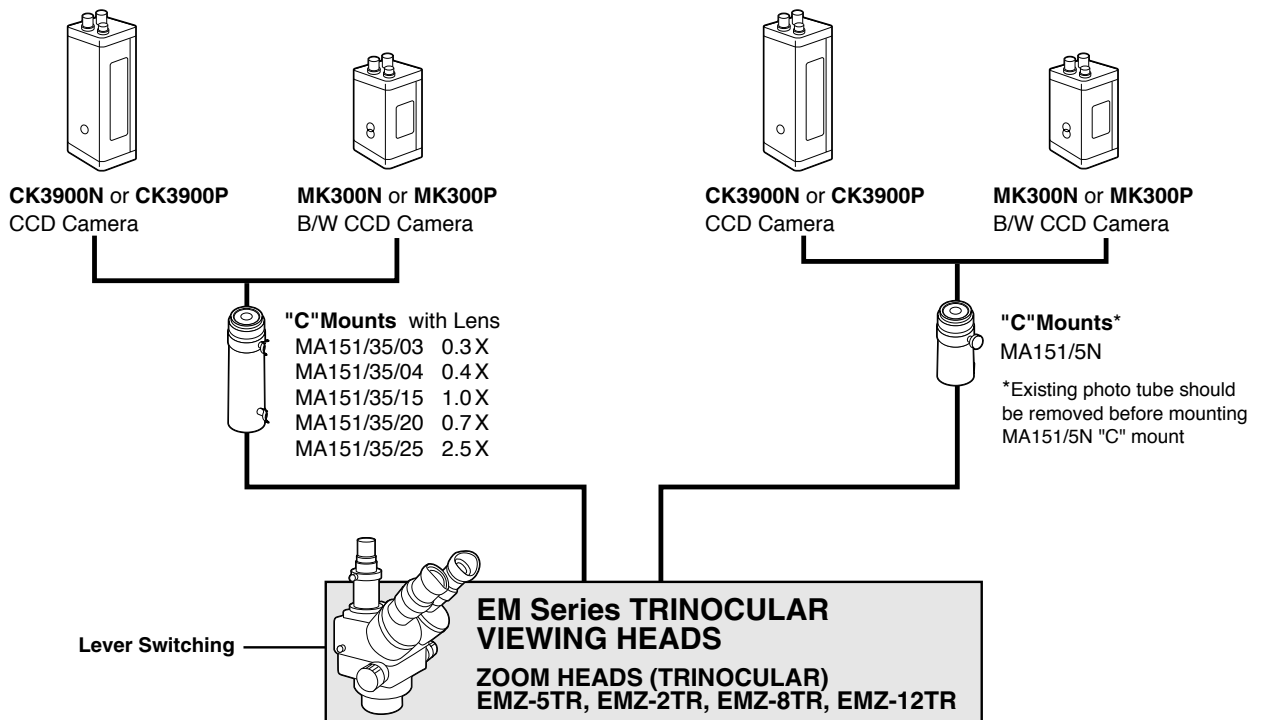 CK3900N or CK3900P
CCD Camera
MK300N or MK300P
B/W CCD Camera
CK3900N or CK3900P
CCD Camera
MK300N or MK300P
B/W CCD Camera
"C"Mounts with Lens
MA151/35/03 0.3X
MA151/35/04 0.4X
MA151/35/15 1.0X
MA151/35/20 0.7X
MA151/35/25 2.5X
"C"Mounts*
MA151/5N
*Existing photo tube should
be removed before mounting
MA151/5N "C" mount
Lever Switching
EM Series TRINOCULAR
VIEWING HEADS
ZOOM HEADS (TRINOCULAR)
EMZ-5TR, EMZ-2TR, EMZ-8TR, EMZ-12TR